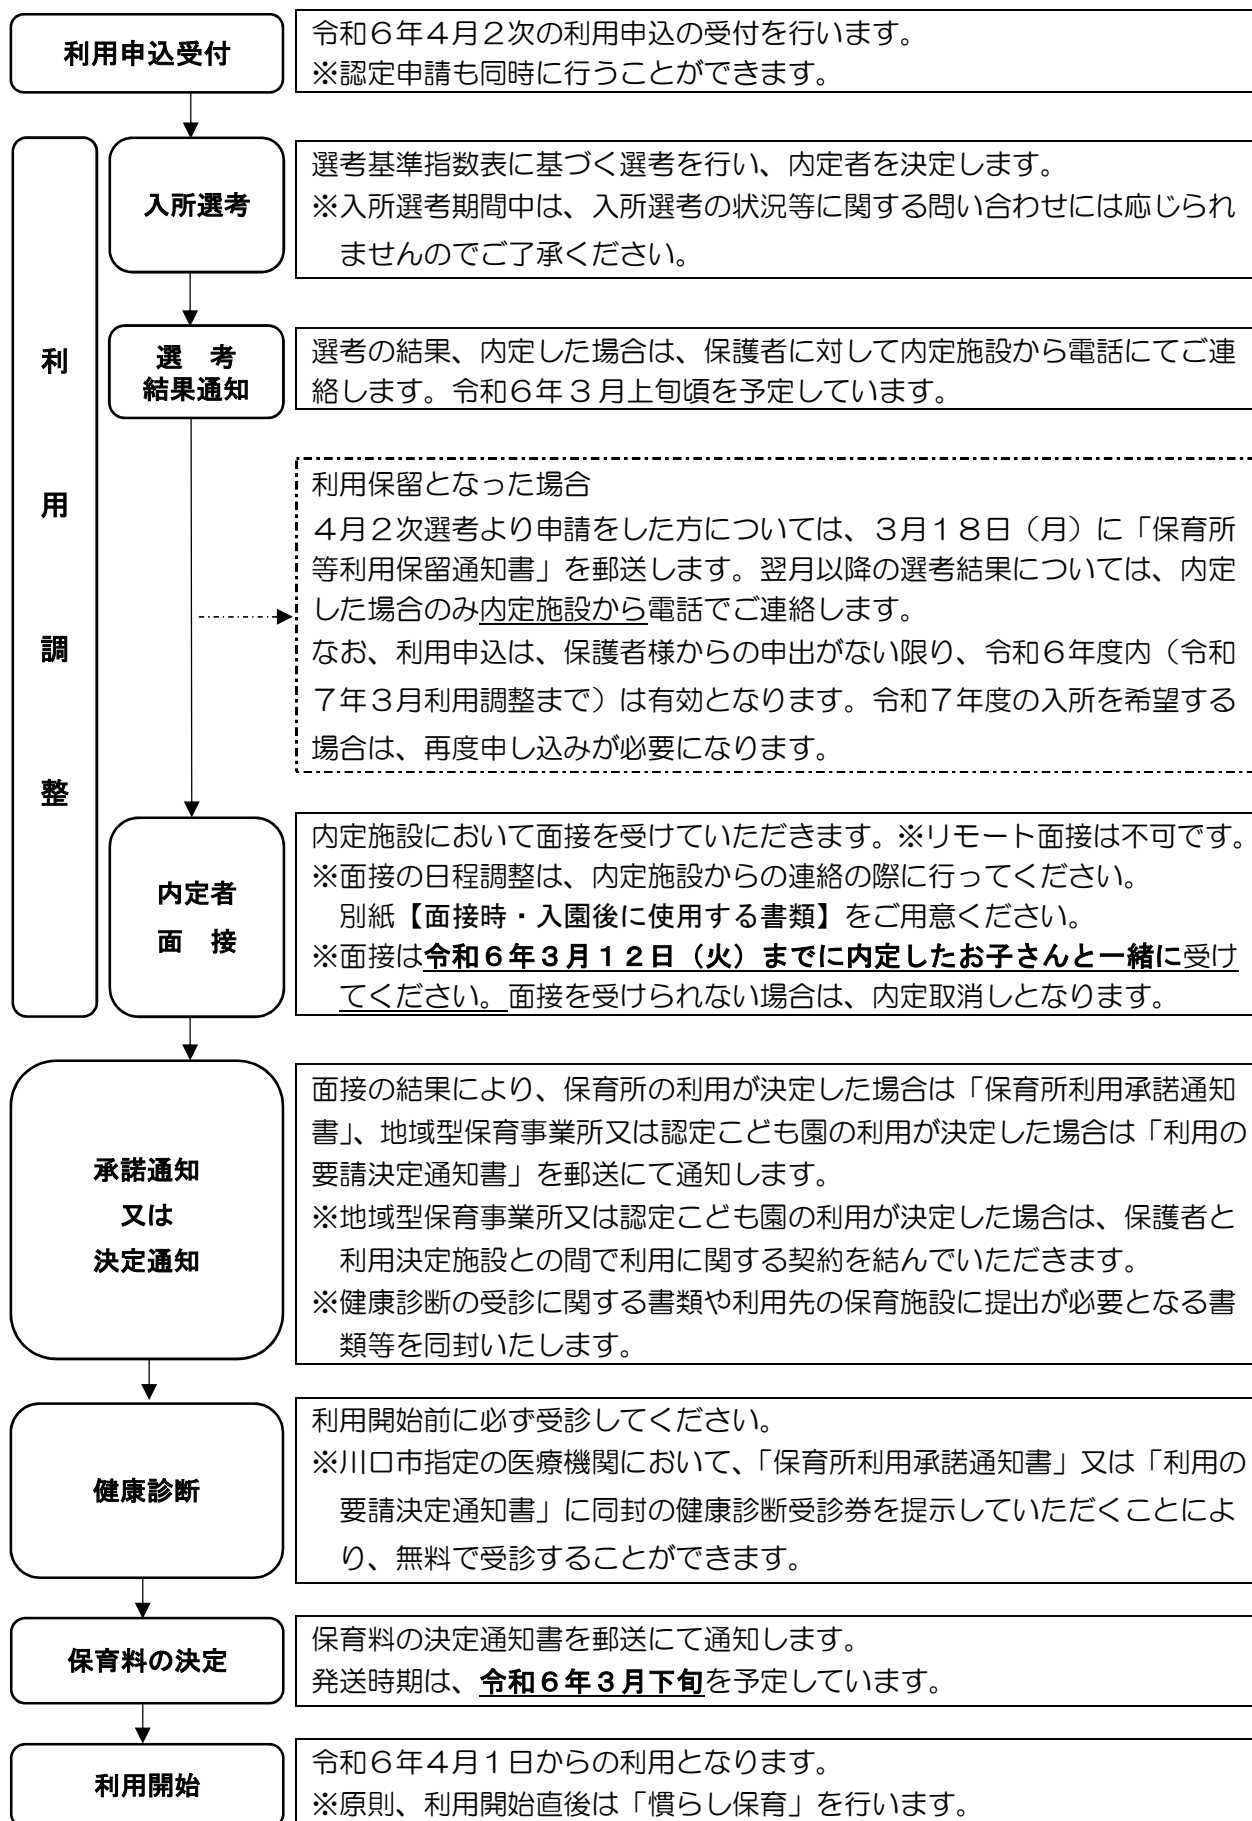 利用申込受付
令和６年４月２次の利用申込の受付を行います。
※認定申請も同時に行うことができます。
利用調整
入所選考
選考基準指数表に基づく選考を行い、内定者を決定します。
※入所選考期間中は、入所選考の状況等に関する問い合わせには応じられ
ませんのでご了承ください。
選　考
結果通知
選考の結果、内定した場合は、保護者に対して内定施設から電話にてご連
絡します。令和６年３月上旬頃を予定しています。
利用保留となった場合
４月２次選考より申請をした方については、３月１８日（月）に「保育所
等利用保留通知書」を郵送します。翌月以降の選考結果については、内定
した場合のみ内定施設から電話でご連絡します。
なお、利用申込は、保護者様からの申出がない限り、令和６年度内（令和
７年３月利用調整まで）は有効となります。令和７年度の入所を希望する
場合は、再度申し込みが必要になります。
内定者
面　接
内定施設において面接を受けていただきます。※リモート面接は不可です。
※面接の日程調整は、内定施設からの連絡の際に行ってください。
別紙【面接時・入園後に使用する書類】をご用意ください。
※面接は令和６年３月１２日（火）までに内定したお子さんと一緒に受け
てください。面接を受けられない場合は、内定取消しとなります。
承諾通知
又は
決定通知
面接の結果により、保育所の利用が決定した場合は「保育所利用承諾通知
書」、地域型保育事業所又は認定こども園の利用が決定した場合は「利用の
要請決定通知書」を郵送にて通知します。
※地域型保育事業所又は認定こども園の利用が決定した場合は、保護者と
利用決定施設との間で利用に関する契約を結んでいただきます。
※健康診断の受診に関する書類や利用先の保育施設に提出が必要となる書
類等を同封いたします。
健康診断
利用開始前に必ず受診してください。
※川口市指定の医療機関において、「保育所利用承諾通知書」又は「利用の
要請決定通知書」に同封の健康診断受診券を提示していただくことによ
り、無料で受診することができます。
保育料の決定
保育料の決定通知書を郵送にて通知します。
発送時期は、令和６年３月下旬を予定しています。
利用開始
令和６年４月１日からの利用となります。
※原則、利用開始直後は「慣らし保育」を行います。